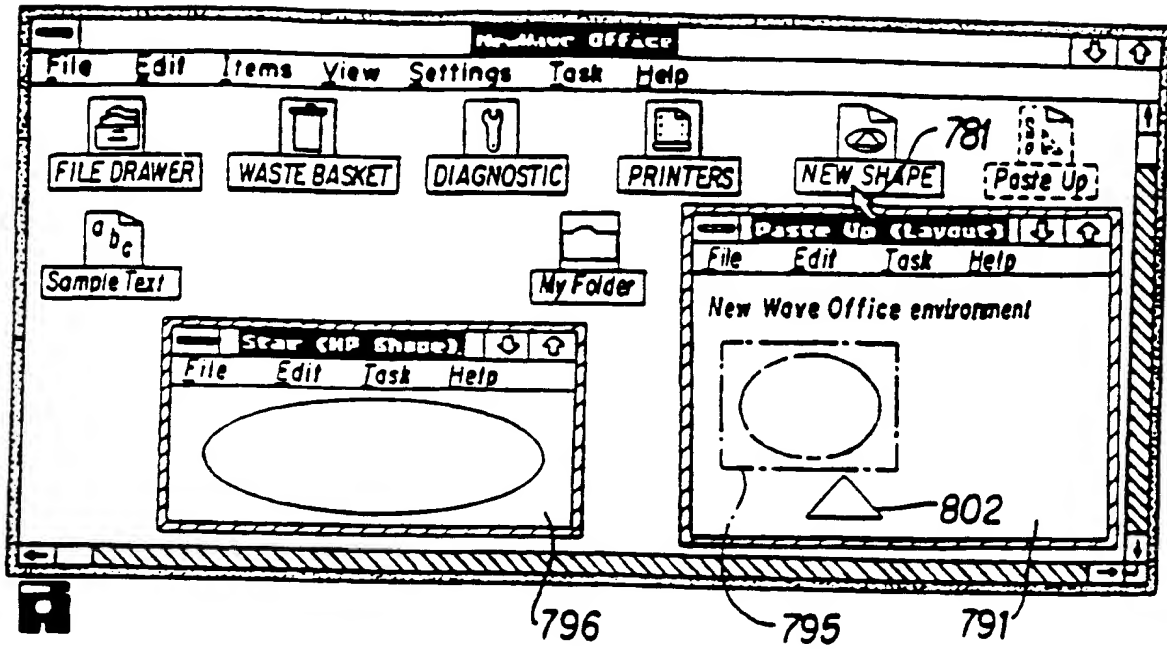 NewWave Office
File Edit Items View Settings Task Help
781
FILE DRAWER WASTE BASKET DIAGNOSTIC PRINTERS NEW SHAPE Paste Up
abc
Sample Text My Folder
Paste Up (Layout)
File Edit Task Help
New Wave Office environment
Star (HP Shape)
File Edit Task Help
802
796 795 791